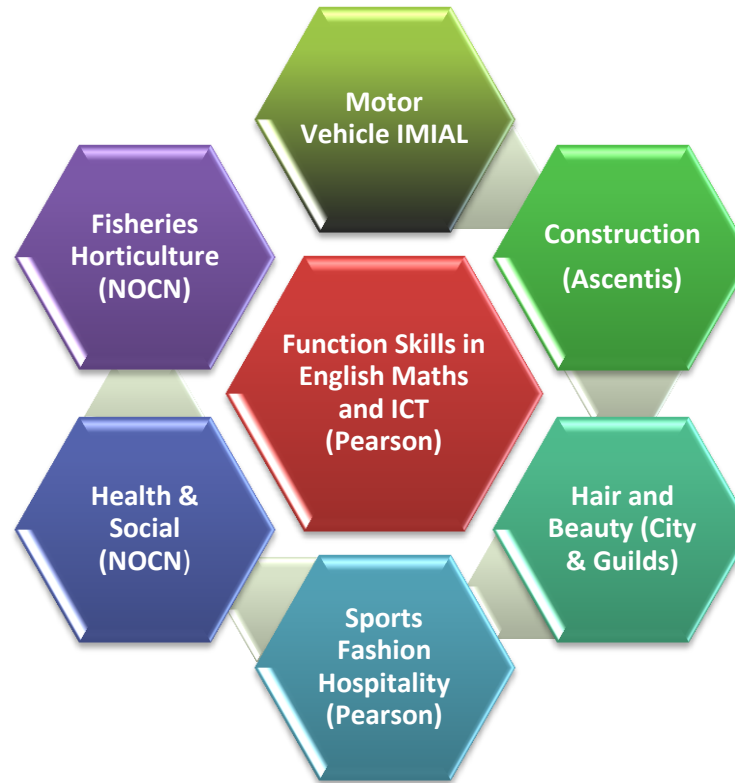 Motor
Vehicle IMIAL
Fisheries
Horticulture
(NOCN)
Construction
(Ascentis)
Function Skills in
English Maths
and ICT
(Pearson)
Health &
Social
(NOCN)
Hair and
Beauty (City
& Guilds)
Sports
Fashion
Hospitality
(Pearson)